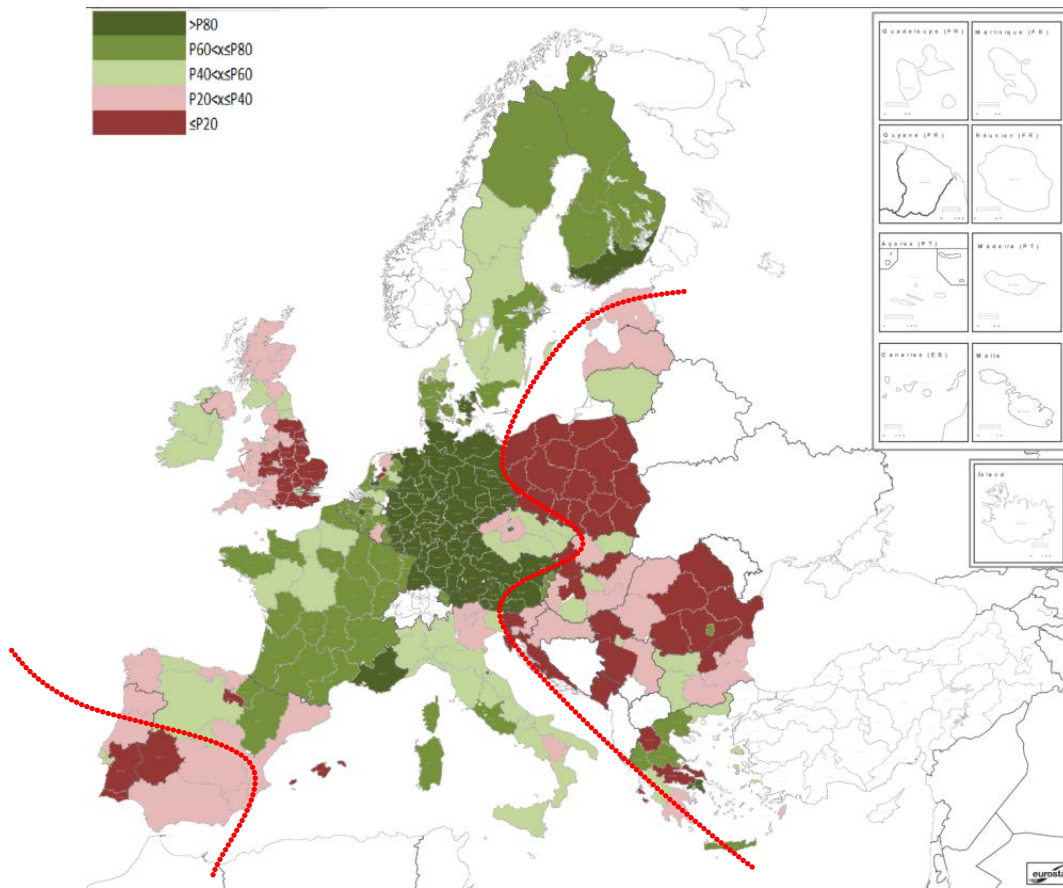 >P80
P60<x≤P80
P40<x≤P60
P20<x≤P40
≤P20
Guadeloupe (FR)
Martinique (FR)
Guyane (FR)
Réunion (FR)
Açores (PT)
Madeira (PT)
Canarias (ES)
Malta
Ísland